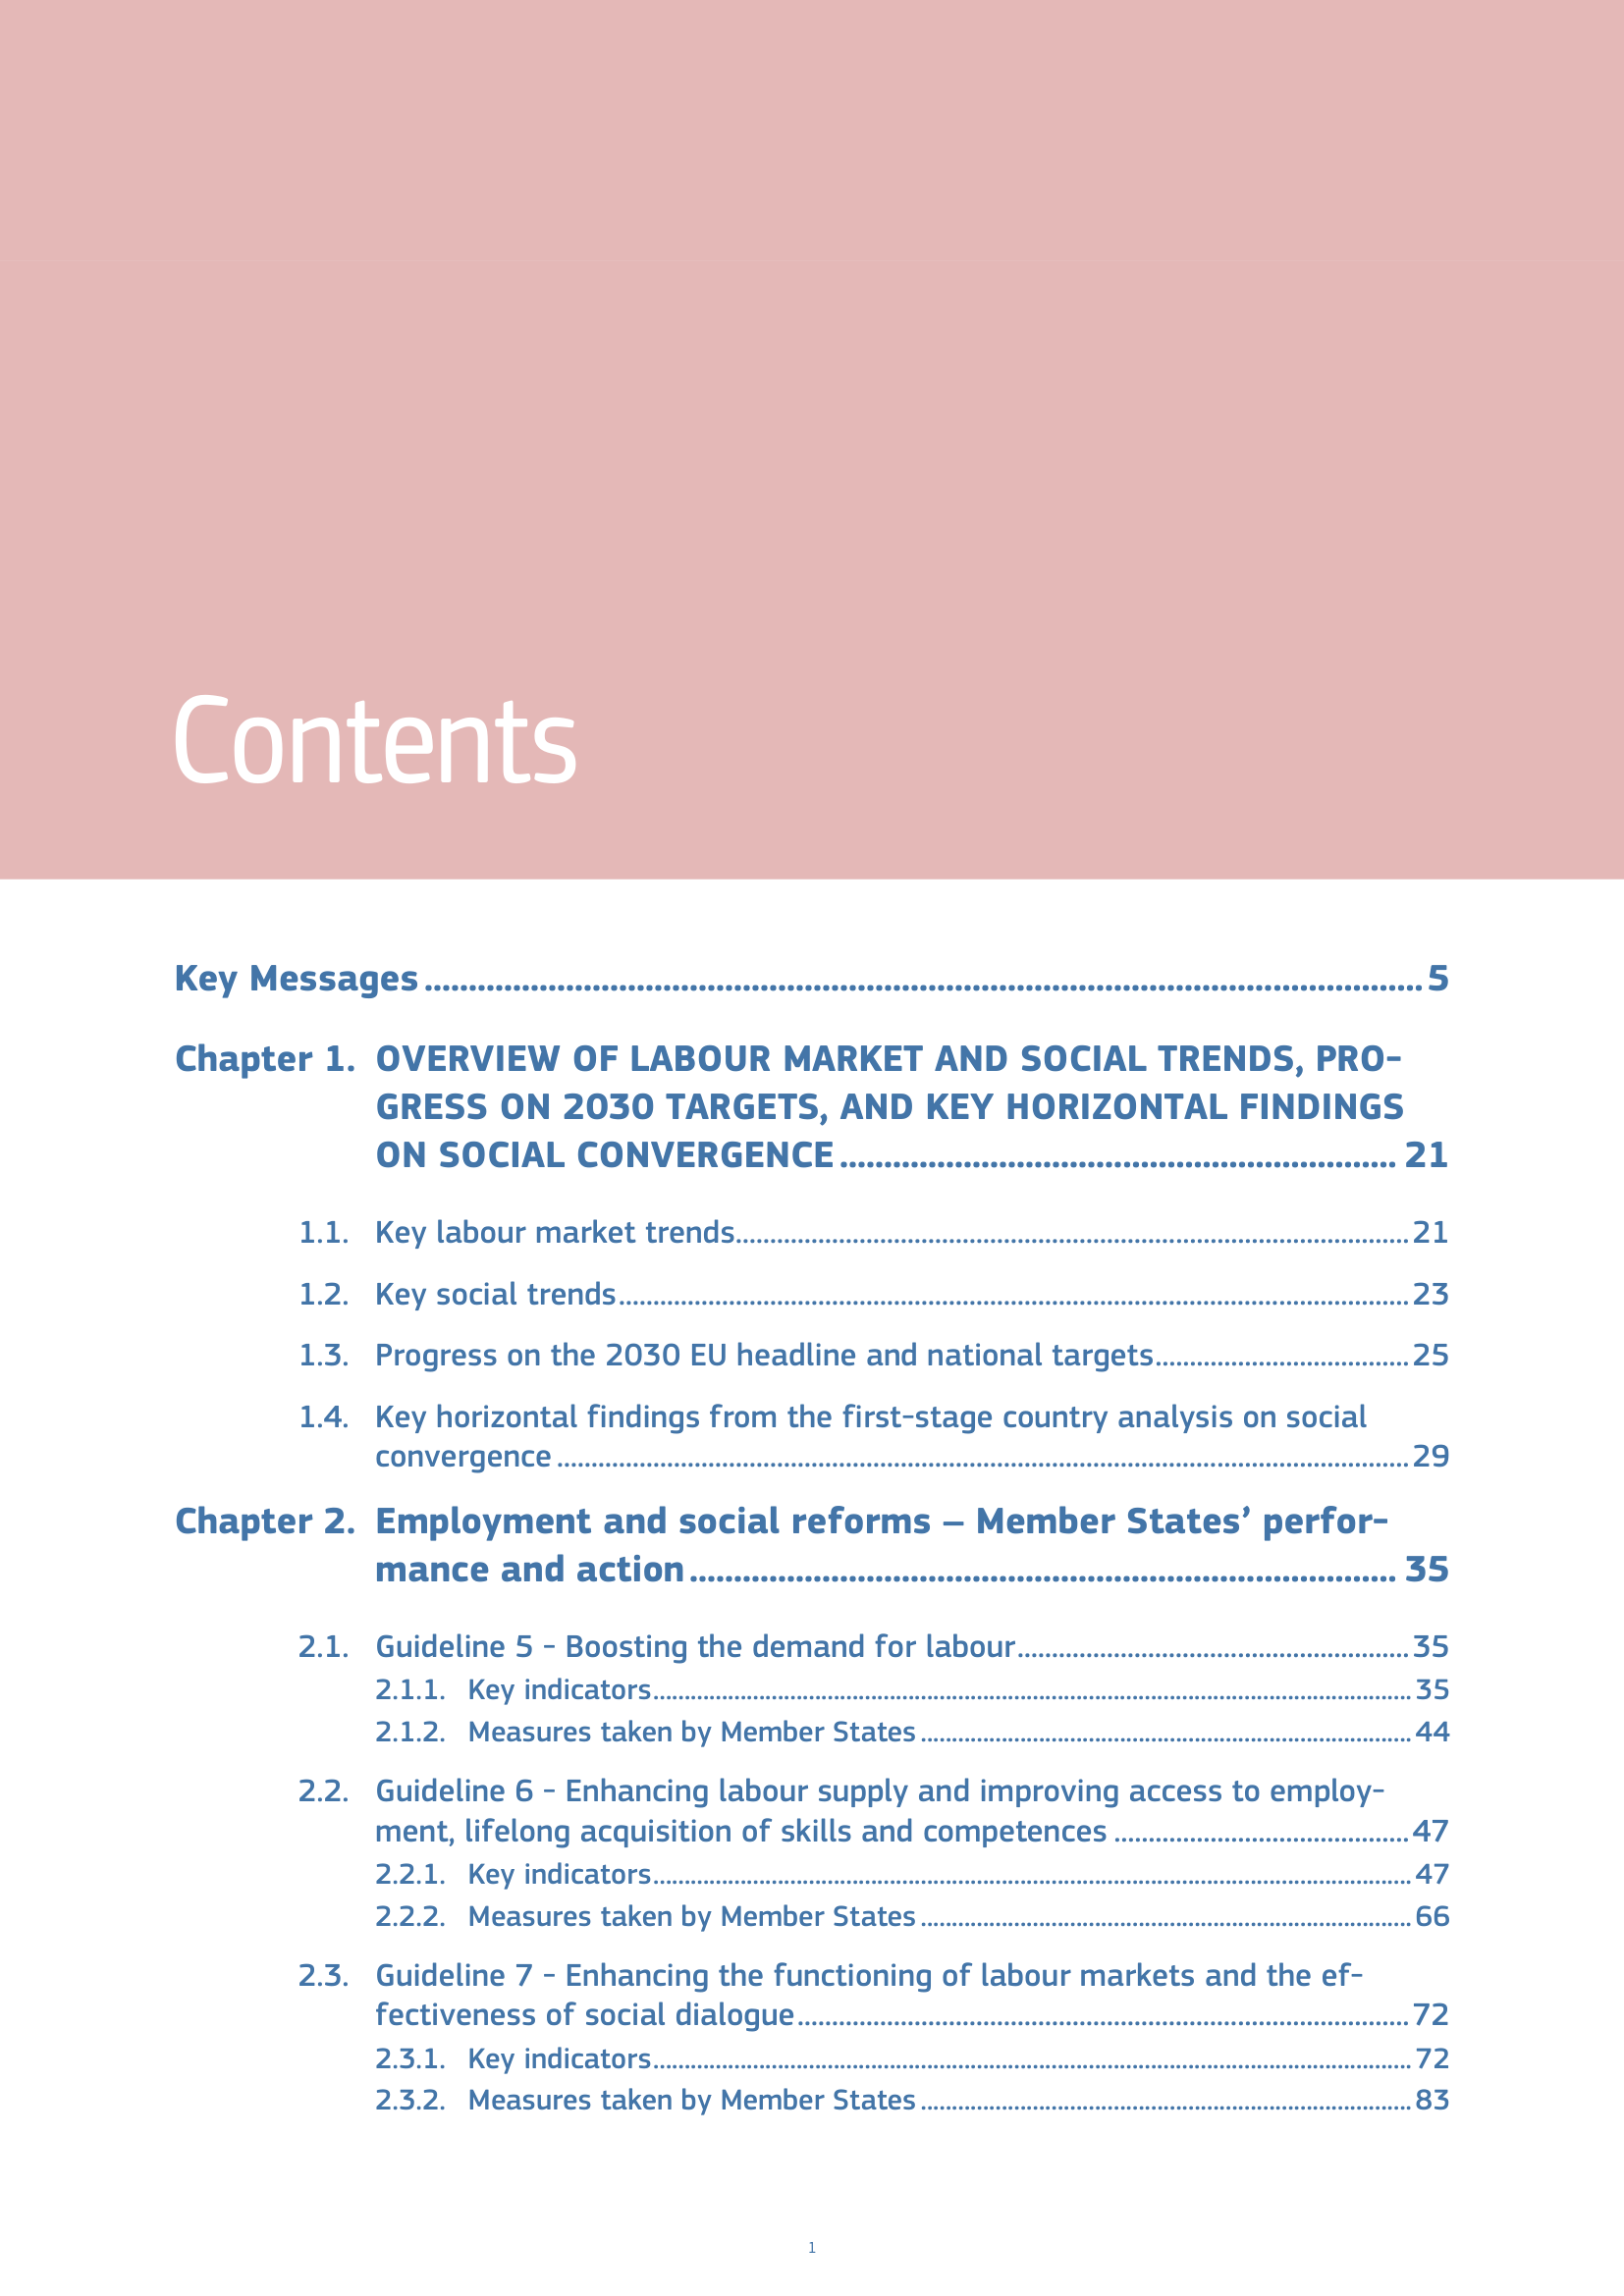 Contents
Key Messages 5
Chapter 1. OVERVIEW OF LABOUR MARKET AND SOCIAL TRENDS, PRO-
GRESS ON 2030 TARGETS, AND KEY HORIZONTAL FINDINGS
ON SOCIAL CONVERGENCE 21
1.1. Key labour market trends 21
1.2. Key social trends 23
1.3. Progress on the 2030 EU headline and national targets 25
1.4. Key horizontal findings from the first-stage country analysis on social
convergence 29
Chapter 2. Employment and social reforms – Member States’ perfor-
mance and action 35
2.1. Guideline 5 - Boosting the demand for labour 35
2.1.1. Key indicators 35
2.1.2. Measures taken by Member States 44
2.2. Guideline 6 - Enhancing labour supply and improving access to employ-
ment, lifelong acquisition of skills and competences 47
2.2.1. Key indicators 47
2.2.2. Measures taken by Member States 66
2.3. Guideline 7 - Enhancing the functioning of labour markets and the ef-
fectiveness of social dialogue 72
2.3.1. Key indicators 72
2.3.2. Measures taken by Member States 83
1